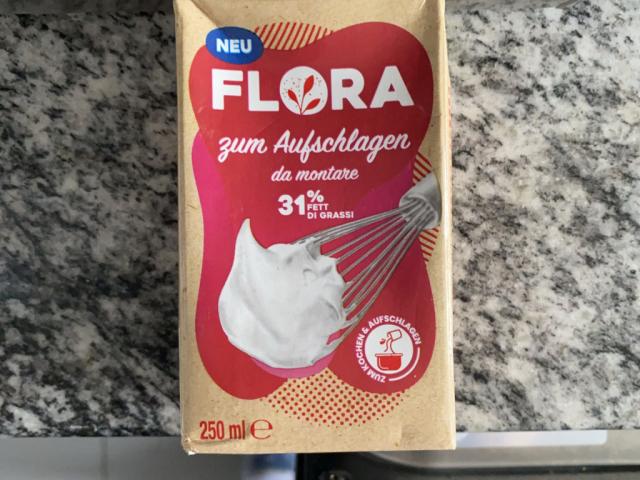 NEU
FLORA
zum Aufschlagen
da montare
31%
FETT
DI GRASSI
ZUM KOCHEN & AUFSCHLAGEN
250 ml ℮